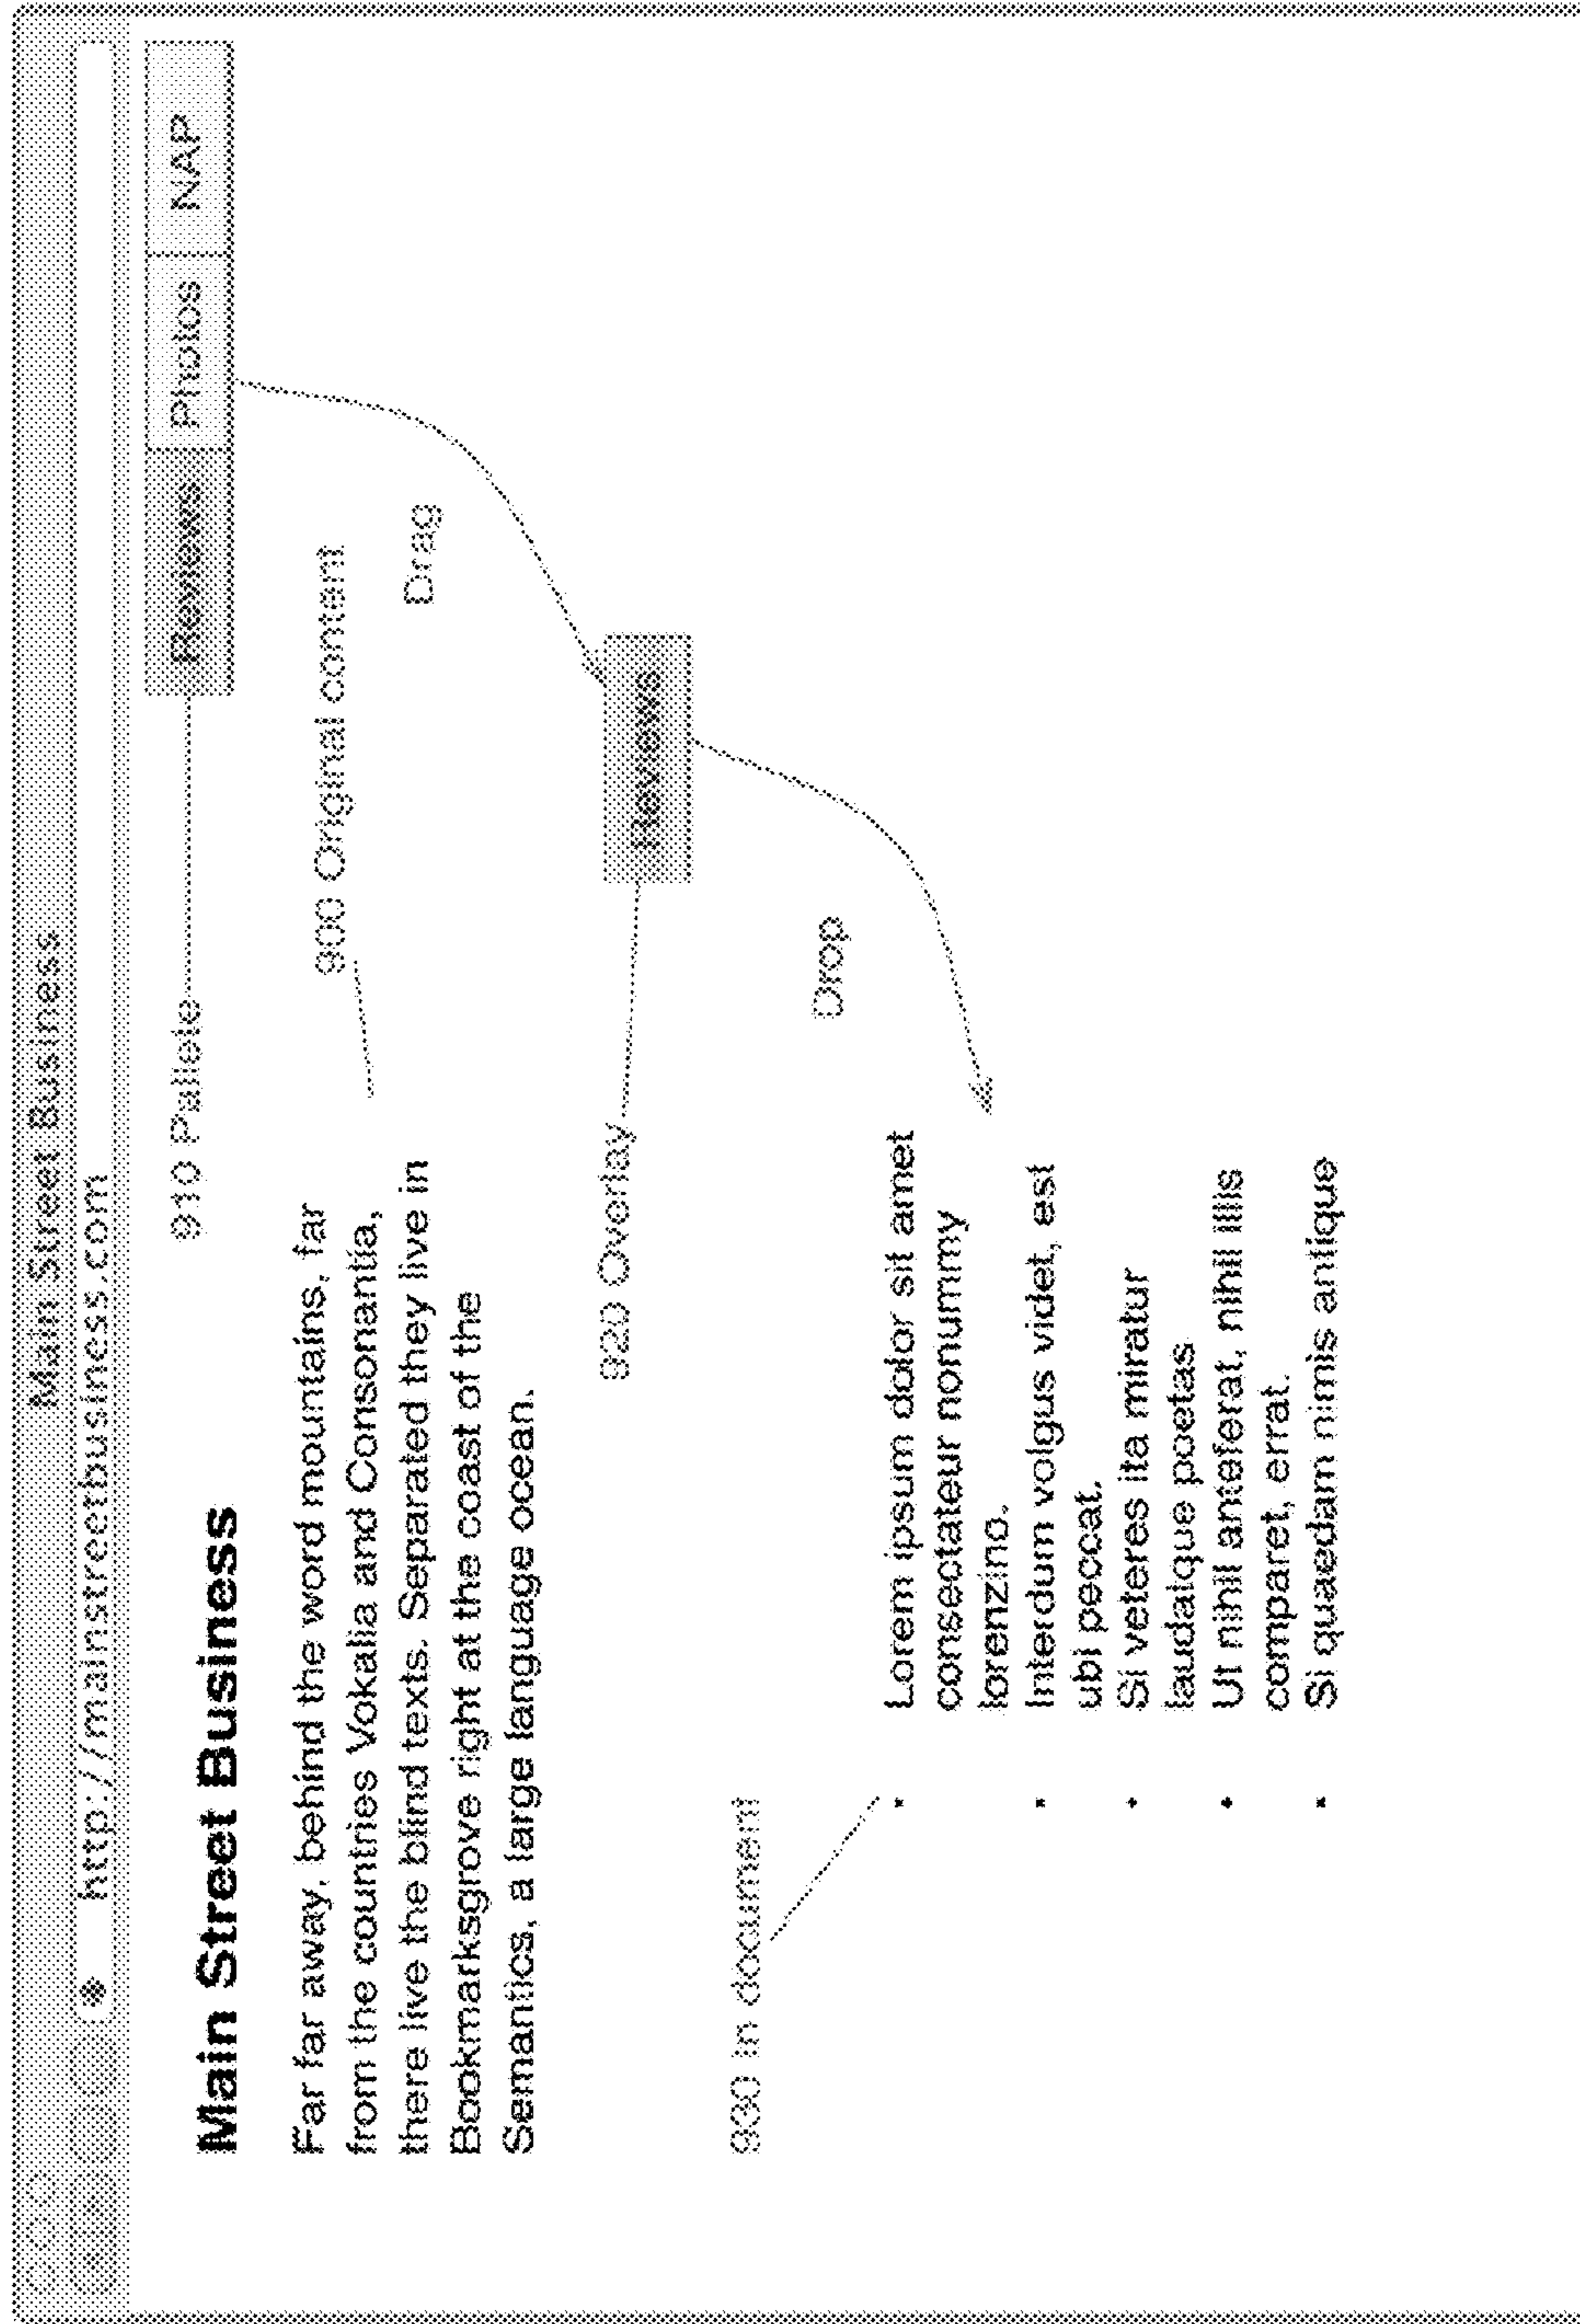 Main Street Business
http://mainstreetbusiness.com
910 Pallete
Reviews Photos NAP
Main Street Business
Far far away, behind the word mountains, far
from the countries Vokalia and Consonantia,
there live the blind texts. Separated they live in
Bookmarksgrove right at the coast of the
Semantics, a large language ocean.
900 Original content
Drag
920 Overlay
Reviews
Drop
930 In document
• Lorem ipsum dolor sit amet
consectateur nonummy
lorenzino.
• Interdum volgus videt, est
ubi peccat.
• Si veteres ita miratur
laudatque poetas
• Ut nihil anteferat, nihil illis
comparet, errat.
• Si quaedam nimis antique